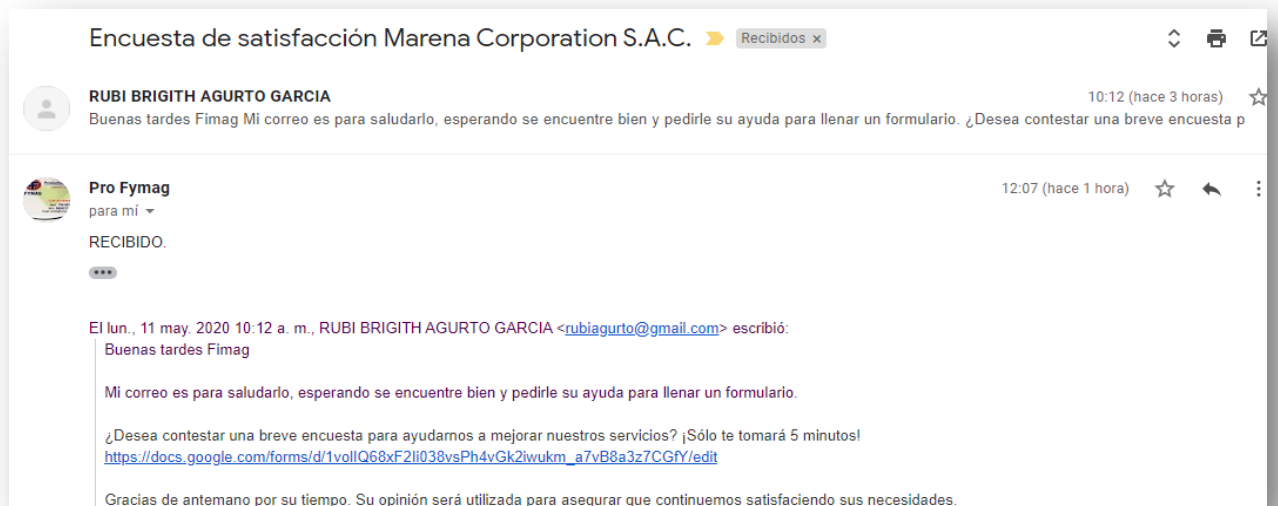 Encuesta de satisfacción Marena Corporation S.A.C. Recibidos ×
RUBI BRIGITH AGURTO GARCIA 10:12 (hace 3 horas)
Buenas tardes Fimag Mi correo es para saludarlo, esperando se encuentre bien y pedirle su ayuda para llenar un formulario. ¿Desea contestar una breve encuesta p
Pro Fymag 12:07 (hace 1 hora)
para mí
RECIBIDO.
El lun., 11 may. 2020 10:12 a. m., RUBI BRIGITH AGURTO GARCIA <rubiagurto@gmail.com> escribió:
Buenas tardes Fimag
Mi correo es para saludarlo, esperando se encuentre bien y pedirle su ayuda para llenar un formulario.
¿Desea contestar una breve encuesta para ayudarnos a mejorar nuestros servicios? ¡Sólo te tomará 5 minutos!
https://docs.google.com/forms/d/1volIQ68xF2Ii038vsPh4vGk2iwukm_a7vB8a3z7CGfY/edit
Gracias de antemano por su tiempo. Su opinión será utilizada para asegurar que continuemos satisfaciendo sus necesidades.